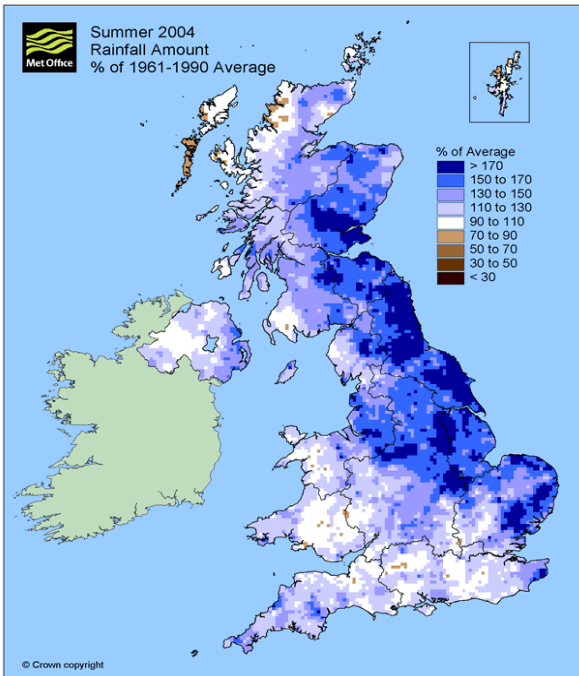 Met Office
Summer 2004
Rainfall Amount
% of 1961-1990 Average
% of Average
> 170
150 to 170
130 to 150
110 to 130
90 to 110
70 to 90
50 to 70
30 to 50
< 30
© Crown copyright